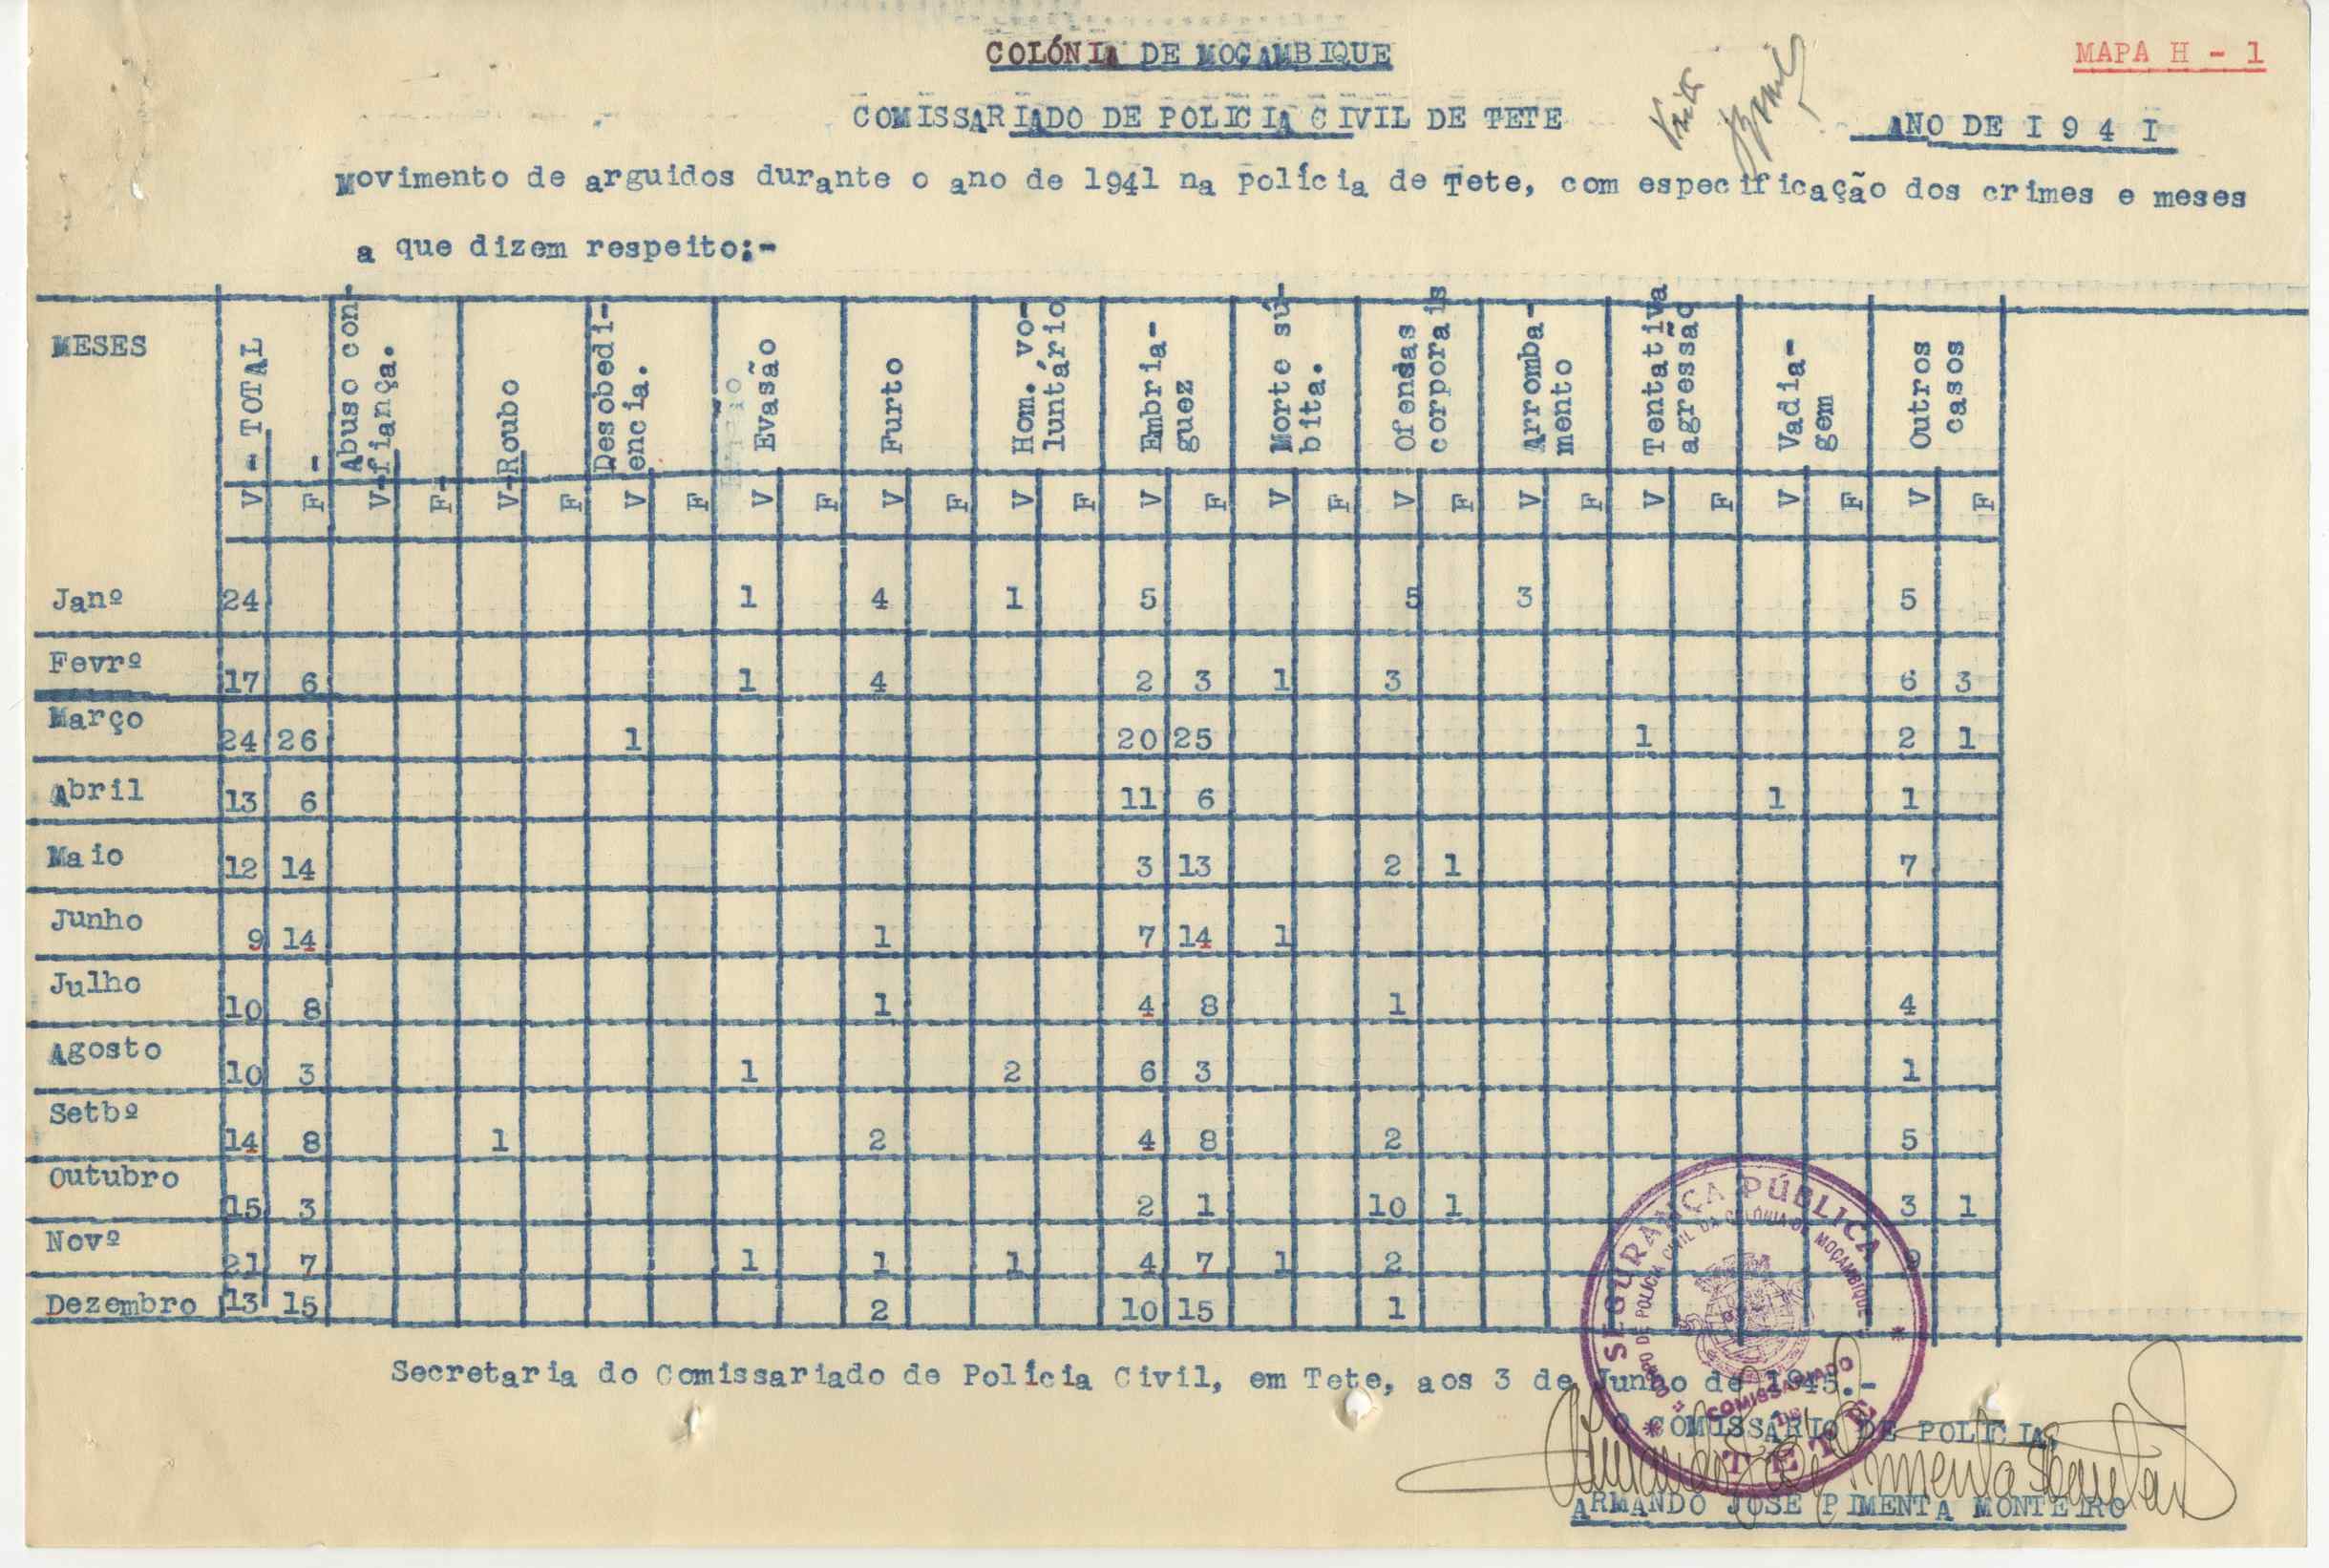 COLÓNIA DE MOÇAMBIQUE
MAPA H - 1
COMISSARIADO DE POLICIA CIVIL DE TETE
ANO DE I 9 4 I
Movimento de arguidos durante o ano de 1941 na polícia de Tete, com especificação dos crimes e meses
a que dizem respeito:-
MESES
V - TOTAL F -
Abuso con-
fiança.
Roubo
Desobedi-
encia.
Evasão
Furto
Hom. vo-
luntário
Embria-
guez
Morte sú-
bita.
Ofendas
corporais
Arromba-
mento
Tentativa
agressão
Vadia-
gem
Outros
casos
V F V F V F V F V F V F V F V F V F V F V F V F V F V F
Janº 24 1 4 1 5 5 3 5
Fevrº 17 6 1 4 2 3 1 3 6 3
Março 24 26 1 20 25 1 2 1
Abril 13 6 11 6 1 1
Maio 12 14 3 13 2 1 7
Junho 9 14 1 7 14 1
Julho 10 8 1 4 8 1 4
Agosto 10 3 1 2 6 3 1
Setbº 14 8 1 2 4 8 2 5
Outubro 15 3 2 1 10 1 3 1
Novº 21 7 1 1 1 4 7 1 2
Dezembro 13 15 2 10 15 1
Secretaria do Comissariado de Polícia Civil, em Tete, aos 3 de Junho de 1945.-
O COMISSÁRIO DE POLICIA,
ARMANDO JOSÉ PIMENTA MONTEIRO
SEGURANÇA PÚBLICA
CORPO DE POLICIA CIVIL DA COLÓNIA DE MOÇAMBIQUE
COMISSARIADO
DE
TETE